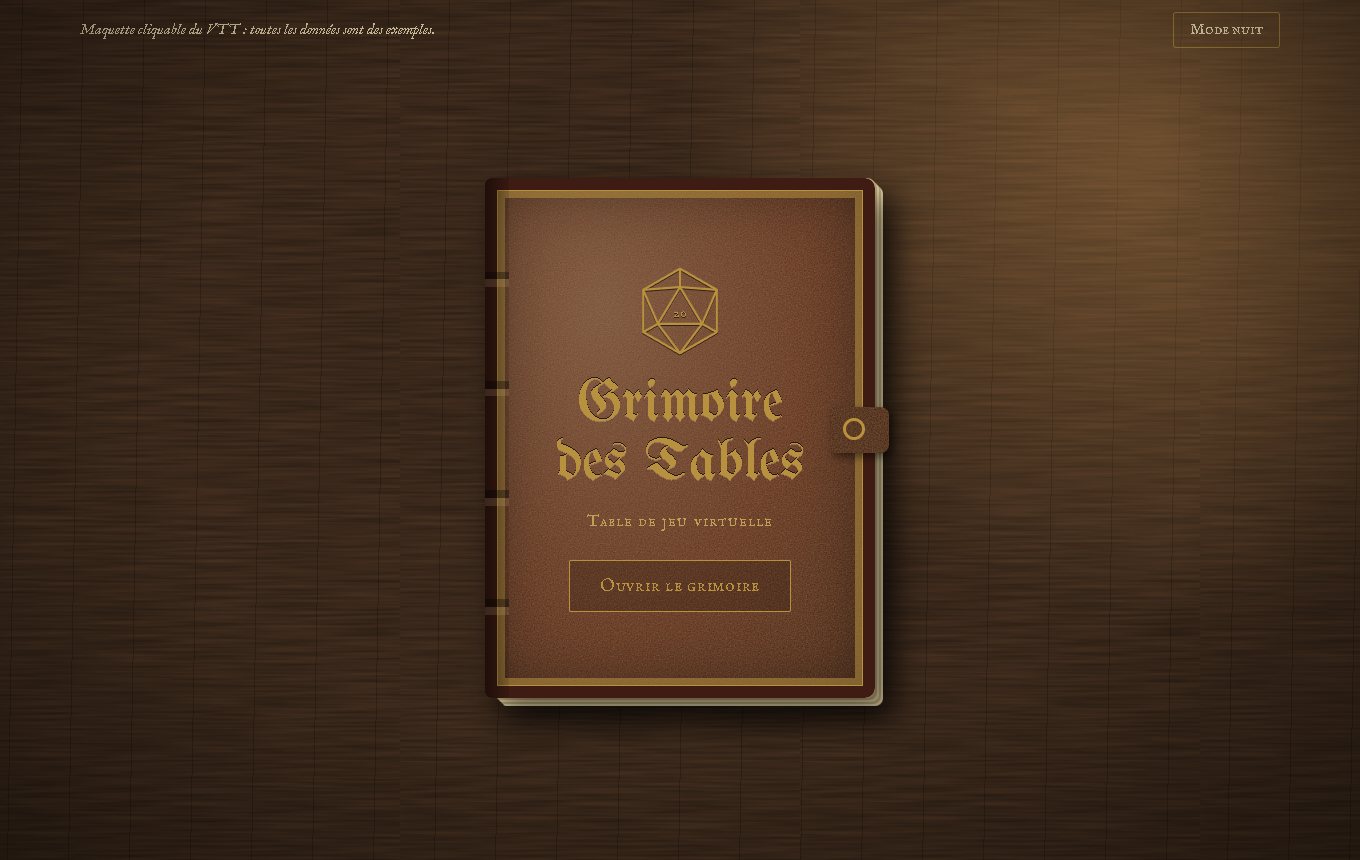 Maquette cliquable du VTT : toutes les données sont des exemples.
Mode nuit
20
Grimoire
des Tables
Table de jeu virtuelle
Ouvrir le grimoire